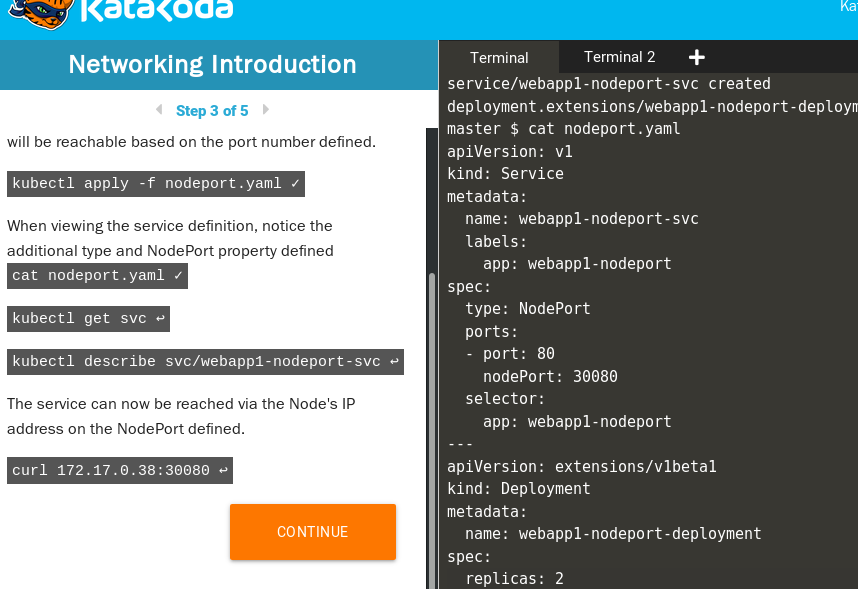 Katakoda
Ka
Networking Introduction
Step 3 of 5
will be reachable based on the port number defined.
kubectl apply -f nodeport.yaml ✓
When viewing the service definition, notice the
additional type and NodePort property defined
cat nodeport.yaml ✓
kubectl get svc ↩
kubectl describe svc/webapp1-nodeport-svc ↩
The service can now be reached via the Node's IP
address on the NodePort defined.
curl 172.17.0.38:30080 ↩
CONTINUE
Terminal
Terminal 2
service/webapp1-nodeport-svc created
deployment.extensions/webapp1-nodeport-deploym
master $ cat nodeport.yaml
apiVersion: v1
kind: Service
metadata:
  name: webapp1-nodeport-svc
  labels:
    app: webapp1-nodeport
spec:
  type: NodePort
  ports:
  - port: 80
    nodePort: 30080
  selector:
    app: webapp1-nodeport
---
apiVersion: extensions/v1beta1
kind: Deployment
metadata:
  name: webapp1-nodeport-deployment
spec:
  replicas: 2